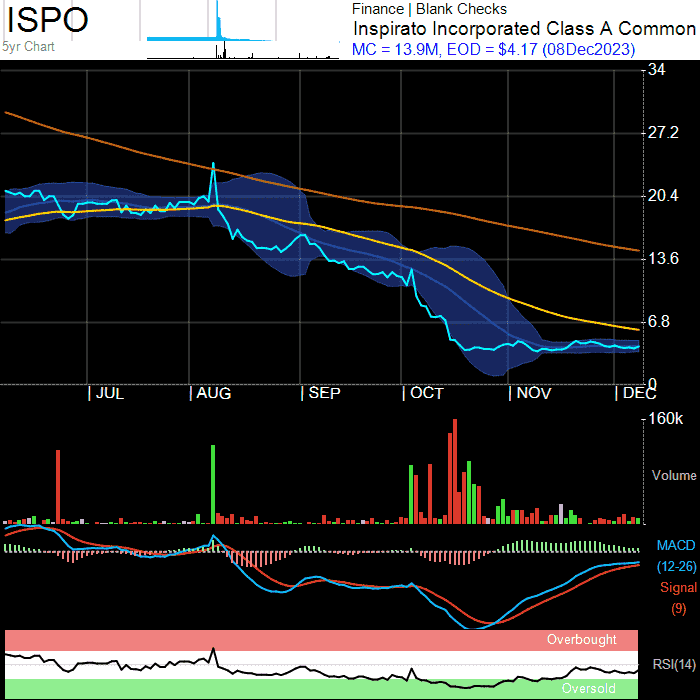 ISPO
5yr Chart
Finance | Blank Checks
Inspirato Incorporated Class A Common
MC = 13.9M, EOD = $4.17 (08Dec2023)
34
27.2
20.4
13.6
6.8
0
JUL
AUG
SEP
OCT
NOV
DEC
160k
Volume
MACD
(12-26)
Signal
(9)
Overbought
RSI(14)
Oversold